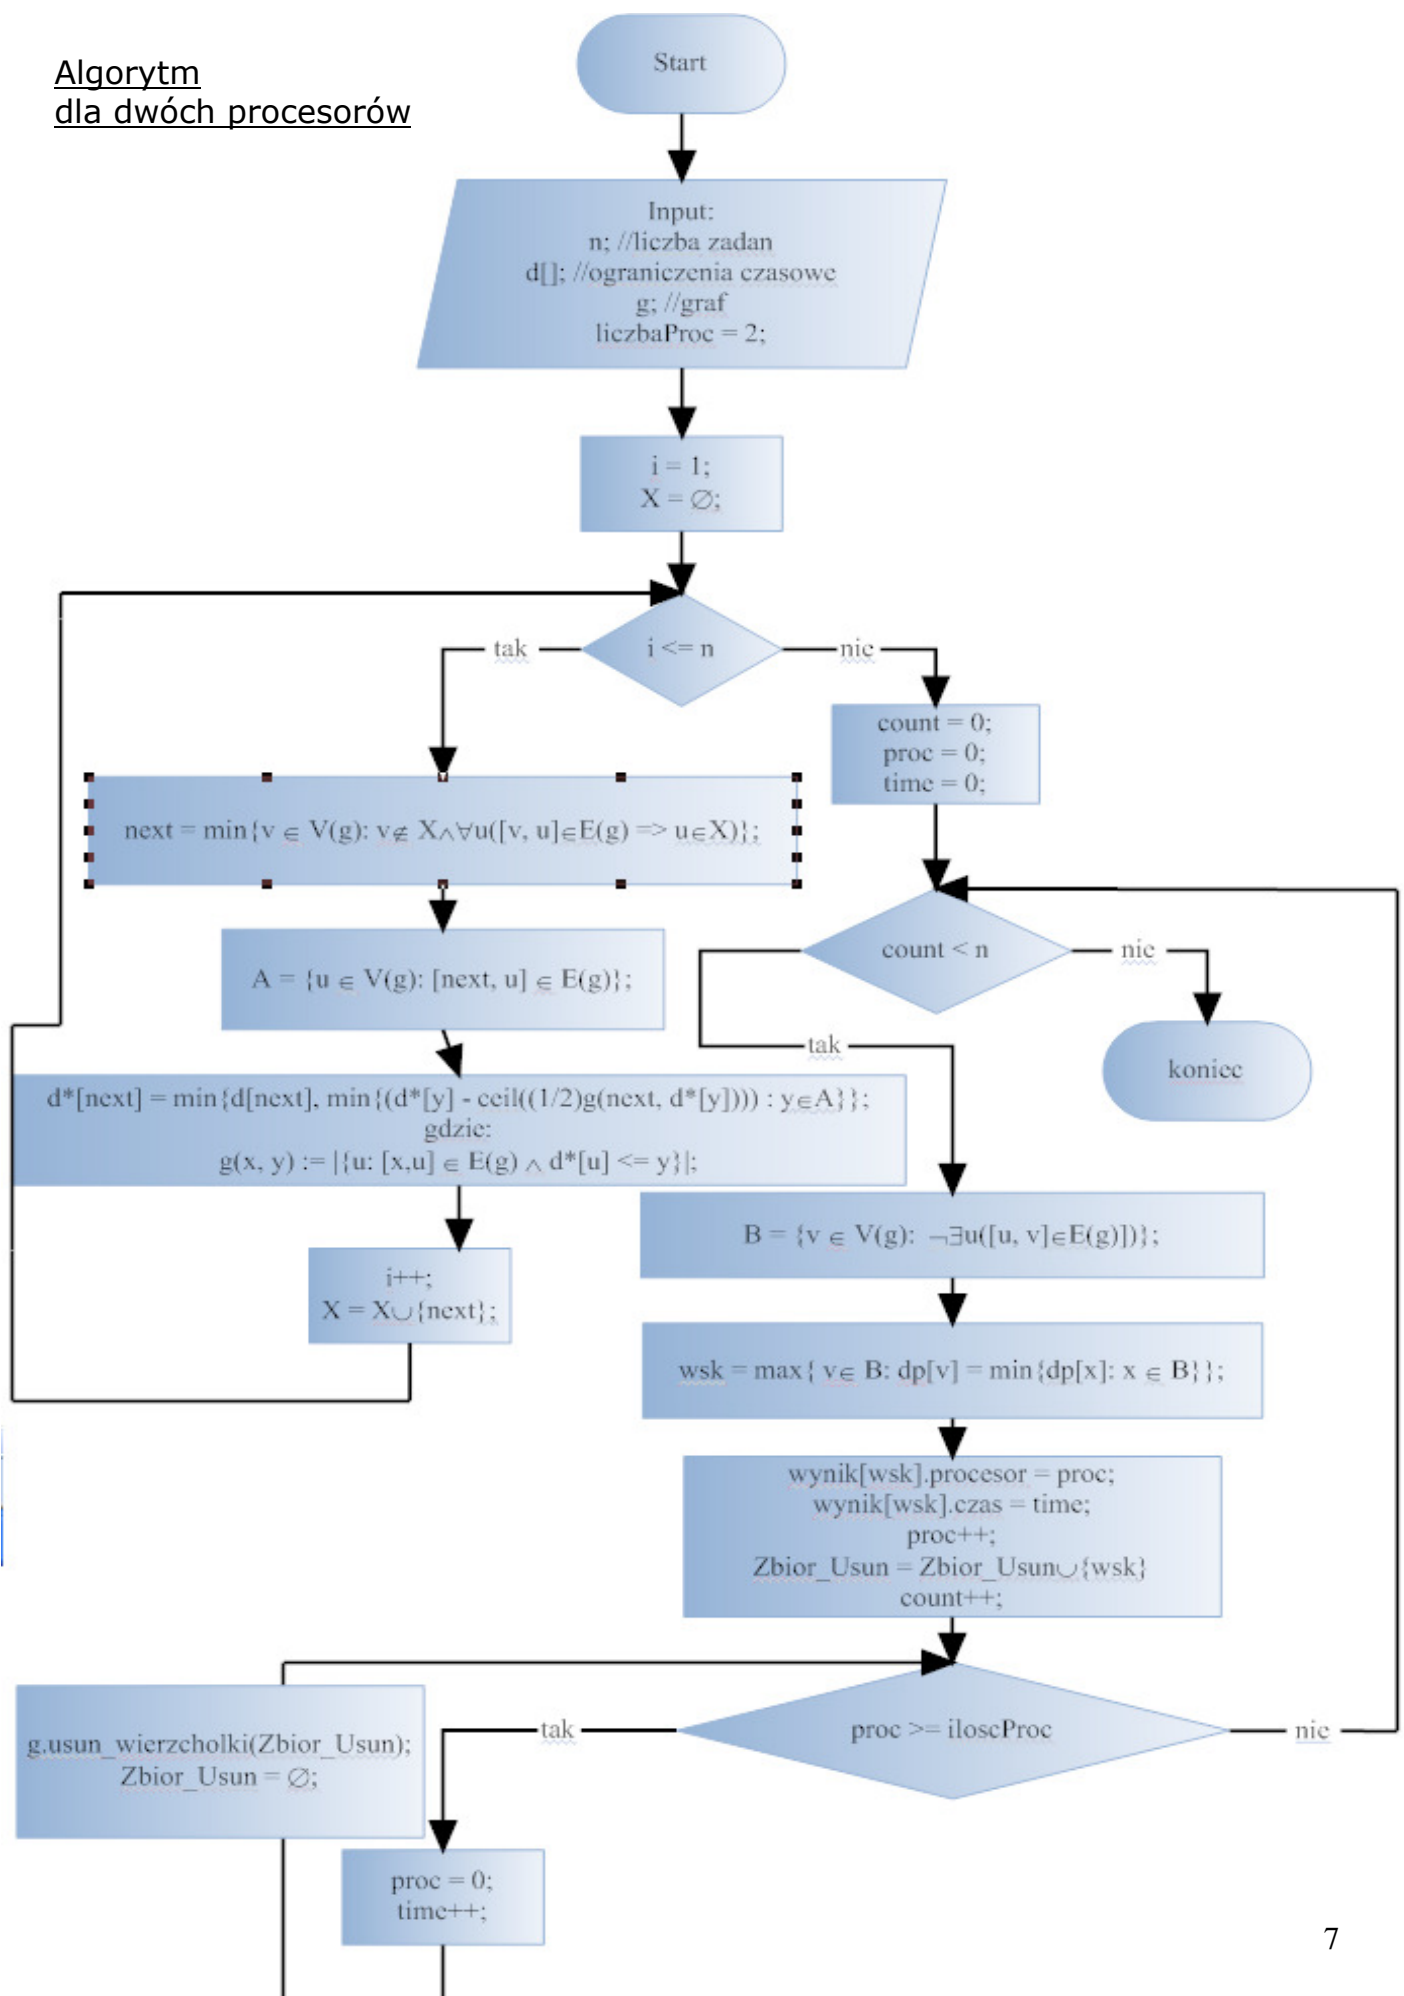 Algorytm
dla dwóch procesorów
Start
Input:
n; //liczba zadan
d[]; //ograniczenia czasowe
g; //graf
liczbaProc = 2;
i = 1;
X = ∅;
i <= n
tak
nie
count = 0;
proc = 0;
time = 0;
next = min{v ∈ V(g): v∉ X∧∀u([v, u]∈E(g) => u∈X)};
A = {u ∈ V(g): [next, u] ∈ E(g)};
count < n
nie
tak
koniec
d*[next] = min{d[next], min{(d*[y] - ceil((1/2)g(next, d*[y]))) : y∈A}};
gdzie:
g(x, y) := |{u: [x,u] ∈ E(g) ∧ d*[u] <= y}|;
i++;
X = X∪{next};
B = {v ∈ V(g): ¬∃u([u, v]∈E(g)])};
wsk = max{ v∈ B: dp[v] = min{dp[x]: x ∈ B}};
wynik[wsk].procesor = proc;
wynik[wsk].czas = time;
proc++;
Zbior_Usun = Zbior_Usun∪{wsk}
count++;
proc >= iloscProc
tak
nie
g.usun_wierzcholki(Zbior_Usun);
Zbior_Usun = ∅;
proc = 0;
time++;
7